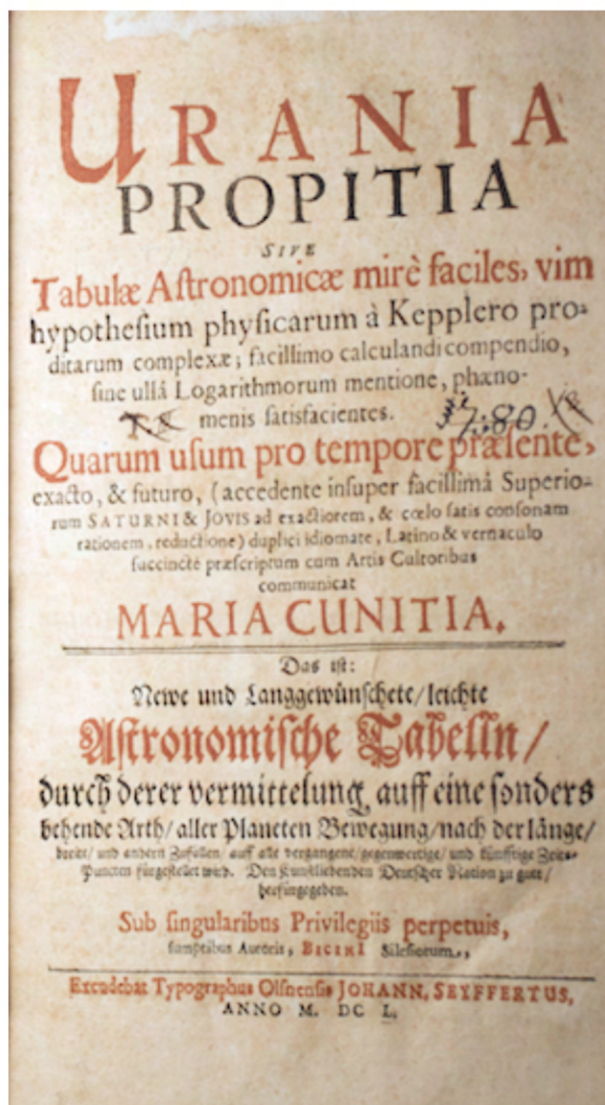 URANIA
PROPITIA
SIVE
Tabulæ Aſtronomicæ mirè faciles, vim
hypotheſium phyſicarum à Kepplero pro-
ditarum complexæ; facillimo calculandi compendio,
ſine ullâ Logarithmorum mentione, phæno-
menis ſatisfacientes.
Quarum uſum pro tempore præſente,
exacto, & futuro, (accedente inſuper facillimâ Superio-
rum SATURNI & JOVIS ad exactiorem, & cœlo ſatis conſonam
rationem, reductione) duplici idiomate, Latino & vernaculo
ſuccinctè præſcriptum cum Artis Cultoribus
communicat
MARIA CUNITIA.
Das iſt:
Newe und Langgewünſchete/ leichte
Aſtronomiſche Tabelln/
durch derer vermittelung auff eine ſonders
behende Arth/ aller Planeten Bewegung/ nach der länge/
breite/ und andern Zufällen/ auff alle vergangene/ gegenwertige/ und künfftige Zeits-
Puncten fürgeſtellet wird. Den Kunſtliebenden Deutſcher Nation zu gutt/
herfürgegeben.
Sub ſingularibus Privilegiis perpetuis,
ſumptibus Autoris, BICINI Sileſiorum,
Excudebat Typographus Olſnenſis JOHANN. SEYFFERTUS,
ANNO M. DC L.